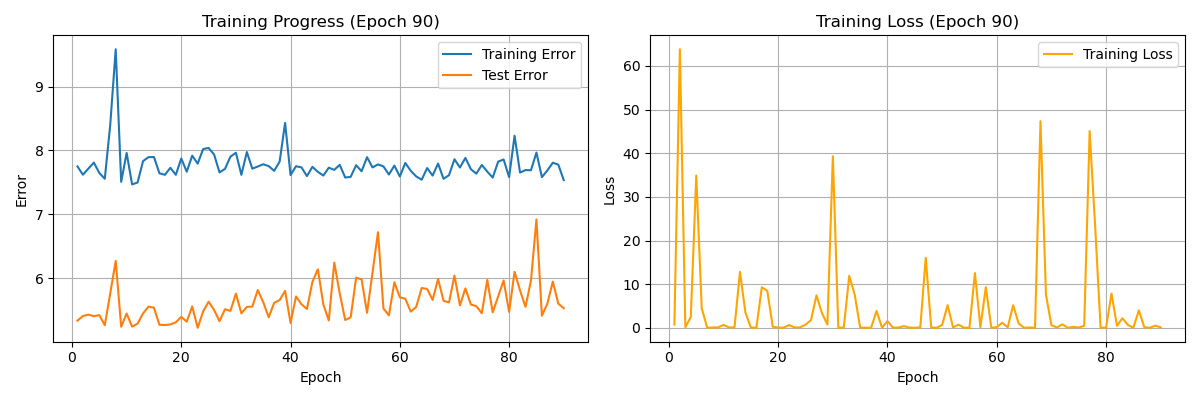 Training Progress (Epoch 90)
Training Error
Test Error
9
8
7
6
Error
0
20
40
60
80
Epoch
Training Loss (Epoch 90)
Training Loss
60
50
40
30
20
10
0
Loss
0
20
40
60
80
Epoch